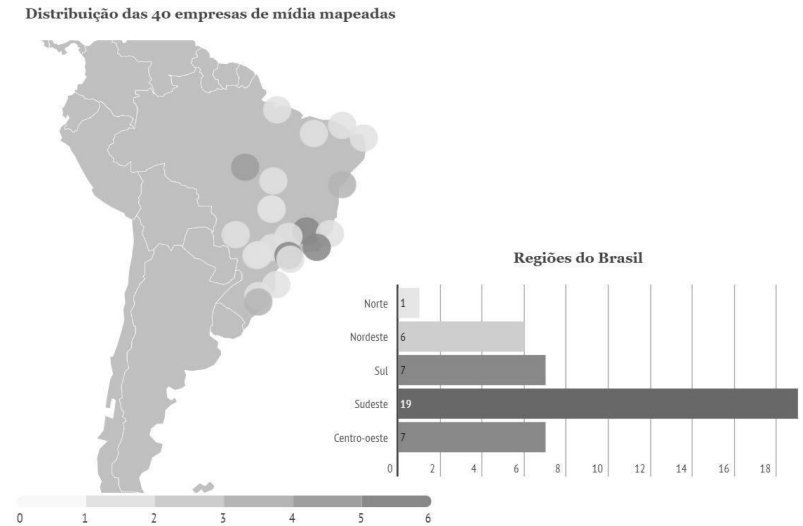 Distribuição das 40 empresas de mídia mapeadas
Regiões do Brasil
Norte 1
Nordeste 6
Sul 7
Sudeste 19
Centro-oeste 7
0 2 4 6 8 10 12 14 16 18
0 1 2 3 4 5 6